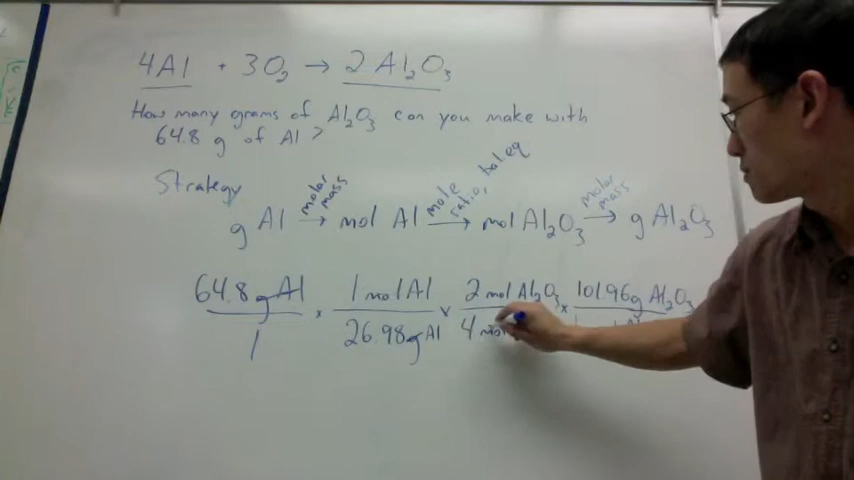 4Al + 3O₂ → 2 Al₂O₃
How many grams of Al₂O₃ can you make with
64.8 g of Al ?
Strategy
g Al → molar mass mol Al → mole ratio, bal eq mol Al₂O₃ → molar mass g Al₂O₃
64.8 g Al × 1 mol Al × 2 mol Al₂O₃ × 101.96 g Al₂O₃
1 26.98 g Al 4 mol